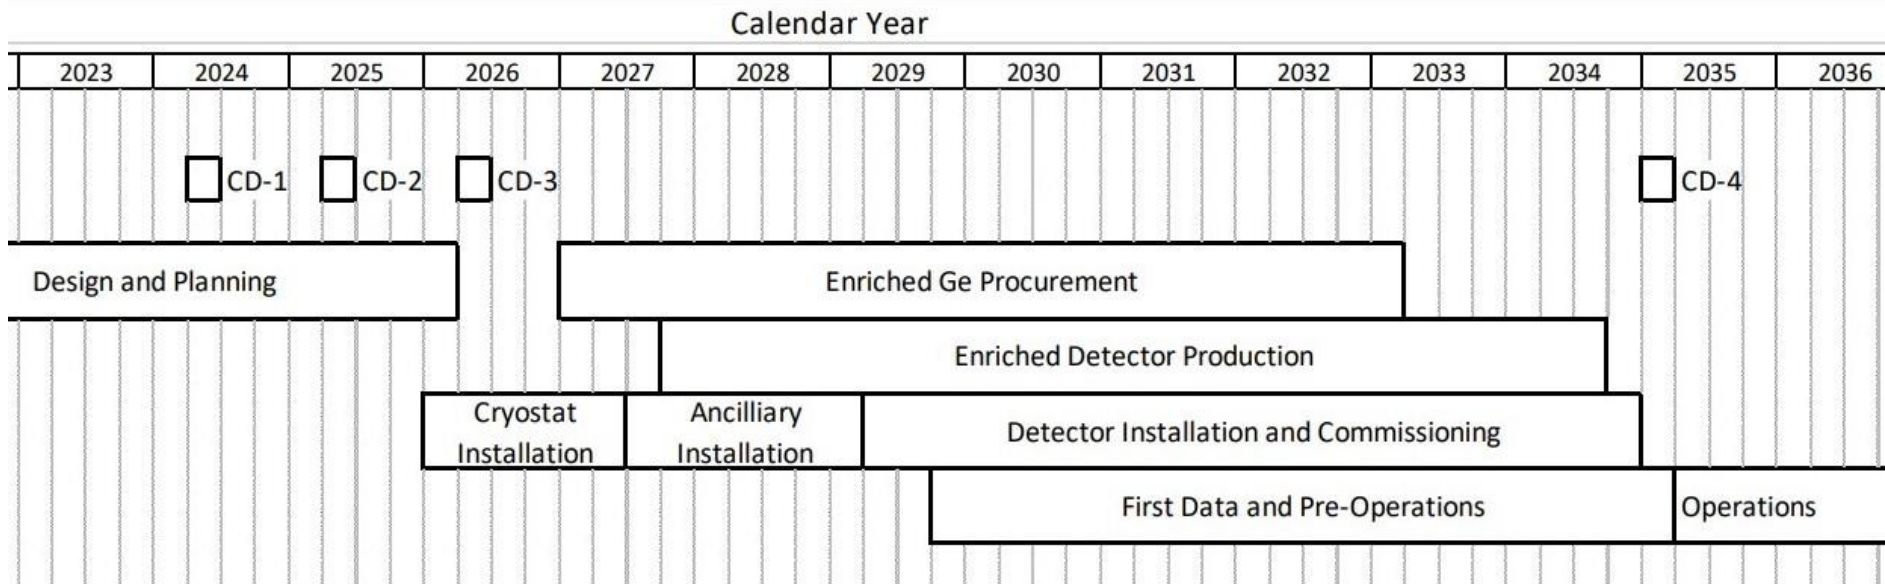 Calendar Year
2023 2024 2025 2026 2027 2028 2029 2030 2031 2032 2033 2034 2035 2036
CD-1 CD-2 CD-3 CD-4
Design and Planning Enriched Ge Procurement
Enriched Detector Production
Cryostat
Installation
Ancilliary
Installation
Detector Installation and Commissioning
First Data and Pre-Operations Operations